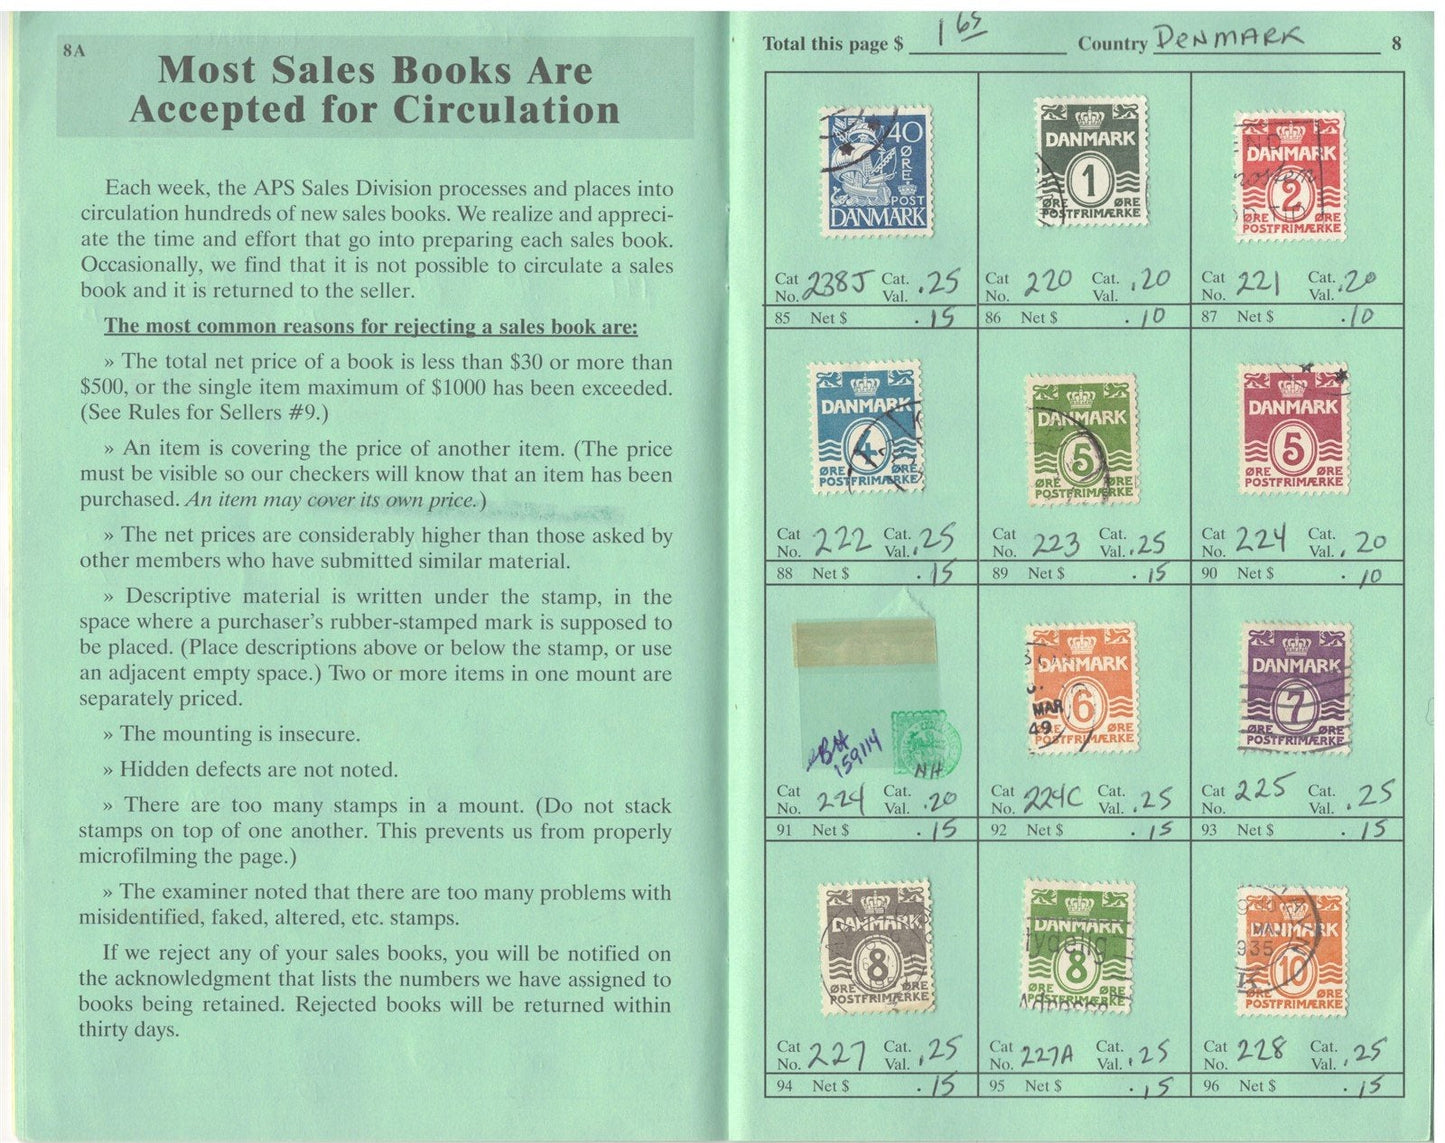 8A
Most Sales Books Are
Accepted for Circulation
Each week, the APS Sales Division processes and places into
circulation hundreds of new sales books. We realize and appreci-
ate the time and effort that go into preparing each sales book.
Occasionally, we find that it is not possible to circulate a sales
book and it is returned to the seller.
The most common reasons for rejecting a sales book are:
» The total net price of a book is less than $30 or more than
$500, or the single item maximum of $1000 has been exceeded.
(See Rules for Sellers #9.)
» An item is covering the price of another item. (The price
must be visible so our checkers will know that an item has been
purchased. An item may cover its own price.)
» The net prices are considerably higher than those asked by
other members who have submitted similar material.
» Descriptive material is written under the stamp, in the
space where a purchaser's rubber-stamped mark is supposed to
be placed. (Place descriptions above or below the stamp, or use
an adjacent empty space.) Two or more items in one mount are
separately priced.
» The mounting is insecure.
» Hidden defects are not noted.
» There are too many stamps in a mount. (Do not stack
stamps on top of one another. This prevents us from properly
microfilming the page.)
» The examiner noted that there are too many problems with
misidentified, faked, altered, etc. stamps.
If we reject any of your sales books, you will be notified on
the acknowledgment that lists the numbers we have assigned to
books being retained. Rejected books will be returned within
thirty days.
Total this page $ 1 65 Country DENMARK 8
40
ØRE
POST
DANMARK
Cat No. 238J Cat. Val. .25
85 Net $ .15
DANMARK
1
ØRE ØRE
POSTFRIMÆRKE
Cat No. 220 Cat. Val. .20
86 Net $ .10
DANMARK
2
ØRE ØRE
POSTFRIMÆRKE
Cat No. 221 Cat. Val. .20
87 Net $ .10
DANMARK
4
ØRE ØRE
POSTFRIMÆRKE
Cat No. 222 Cat. Val. .25
88 Net $ .15
DANMARK
5
ØRE ØRE
POSTFRIMÆRKE
Cat No. 223 Cat. Val. .25
89 Net $ .15
DANMARK
5
ØRE ØRE
POSTFRIMÆRKE
Cat No. 224 Cat. Val. .20
90 Net $ .10
159114
NH
Cat No. 224 Cat. Val. .20
91 Net $ .15
DANMARK
6
MAR
49
ØRE
POSTFRIMÆRKE
Cat No. 224C Cat. Val. .25
92 Net $ .15
DANMARK
7
ØRE ØRE
POSTFRIMÆRKE
Cat No. 225 Cat. Val. .25
93 Net $ .15
DANMARK
8
ØRE ØRE
POSTFRIMÆRKE
Cat No. 227 Cat. Val. .25
94 Net $ .15
DANMARK
tydelig
8
ØRE ØRE
POSTFRIMÆRKE
Cat No. 227A Cat. Val. .25
95 Net $ .15
DANMARK
935
10
K
ØRE ØRE
POSTFRIMÆRKE
Cat No. 228 Cat. Val. .25
96 Net $ .15